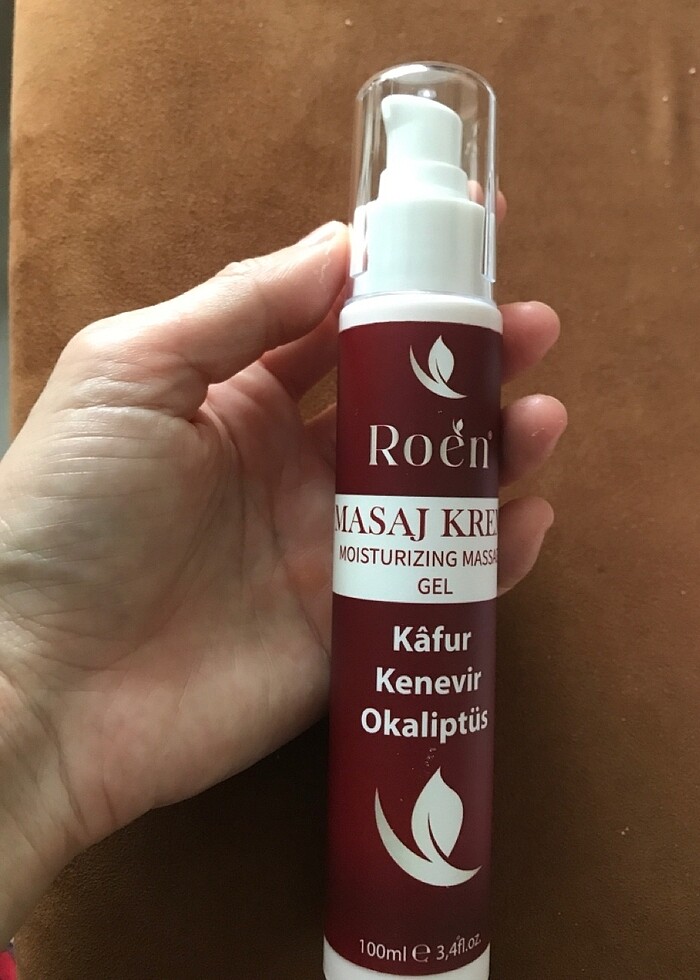 Roen
MASAJ KRE
MOISTURIZING MASSA
GEL
Kâfur
Kenevir
Okaliptüs
100ml ℮ 3,4fl.oz.